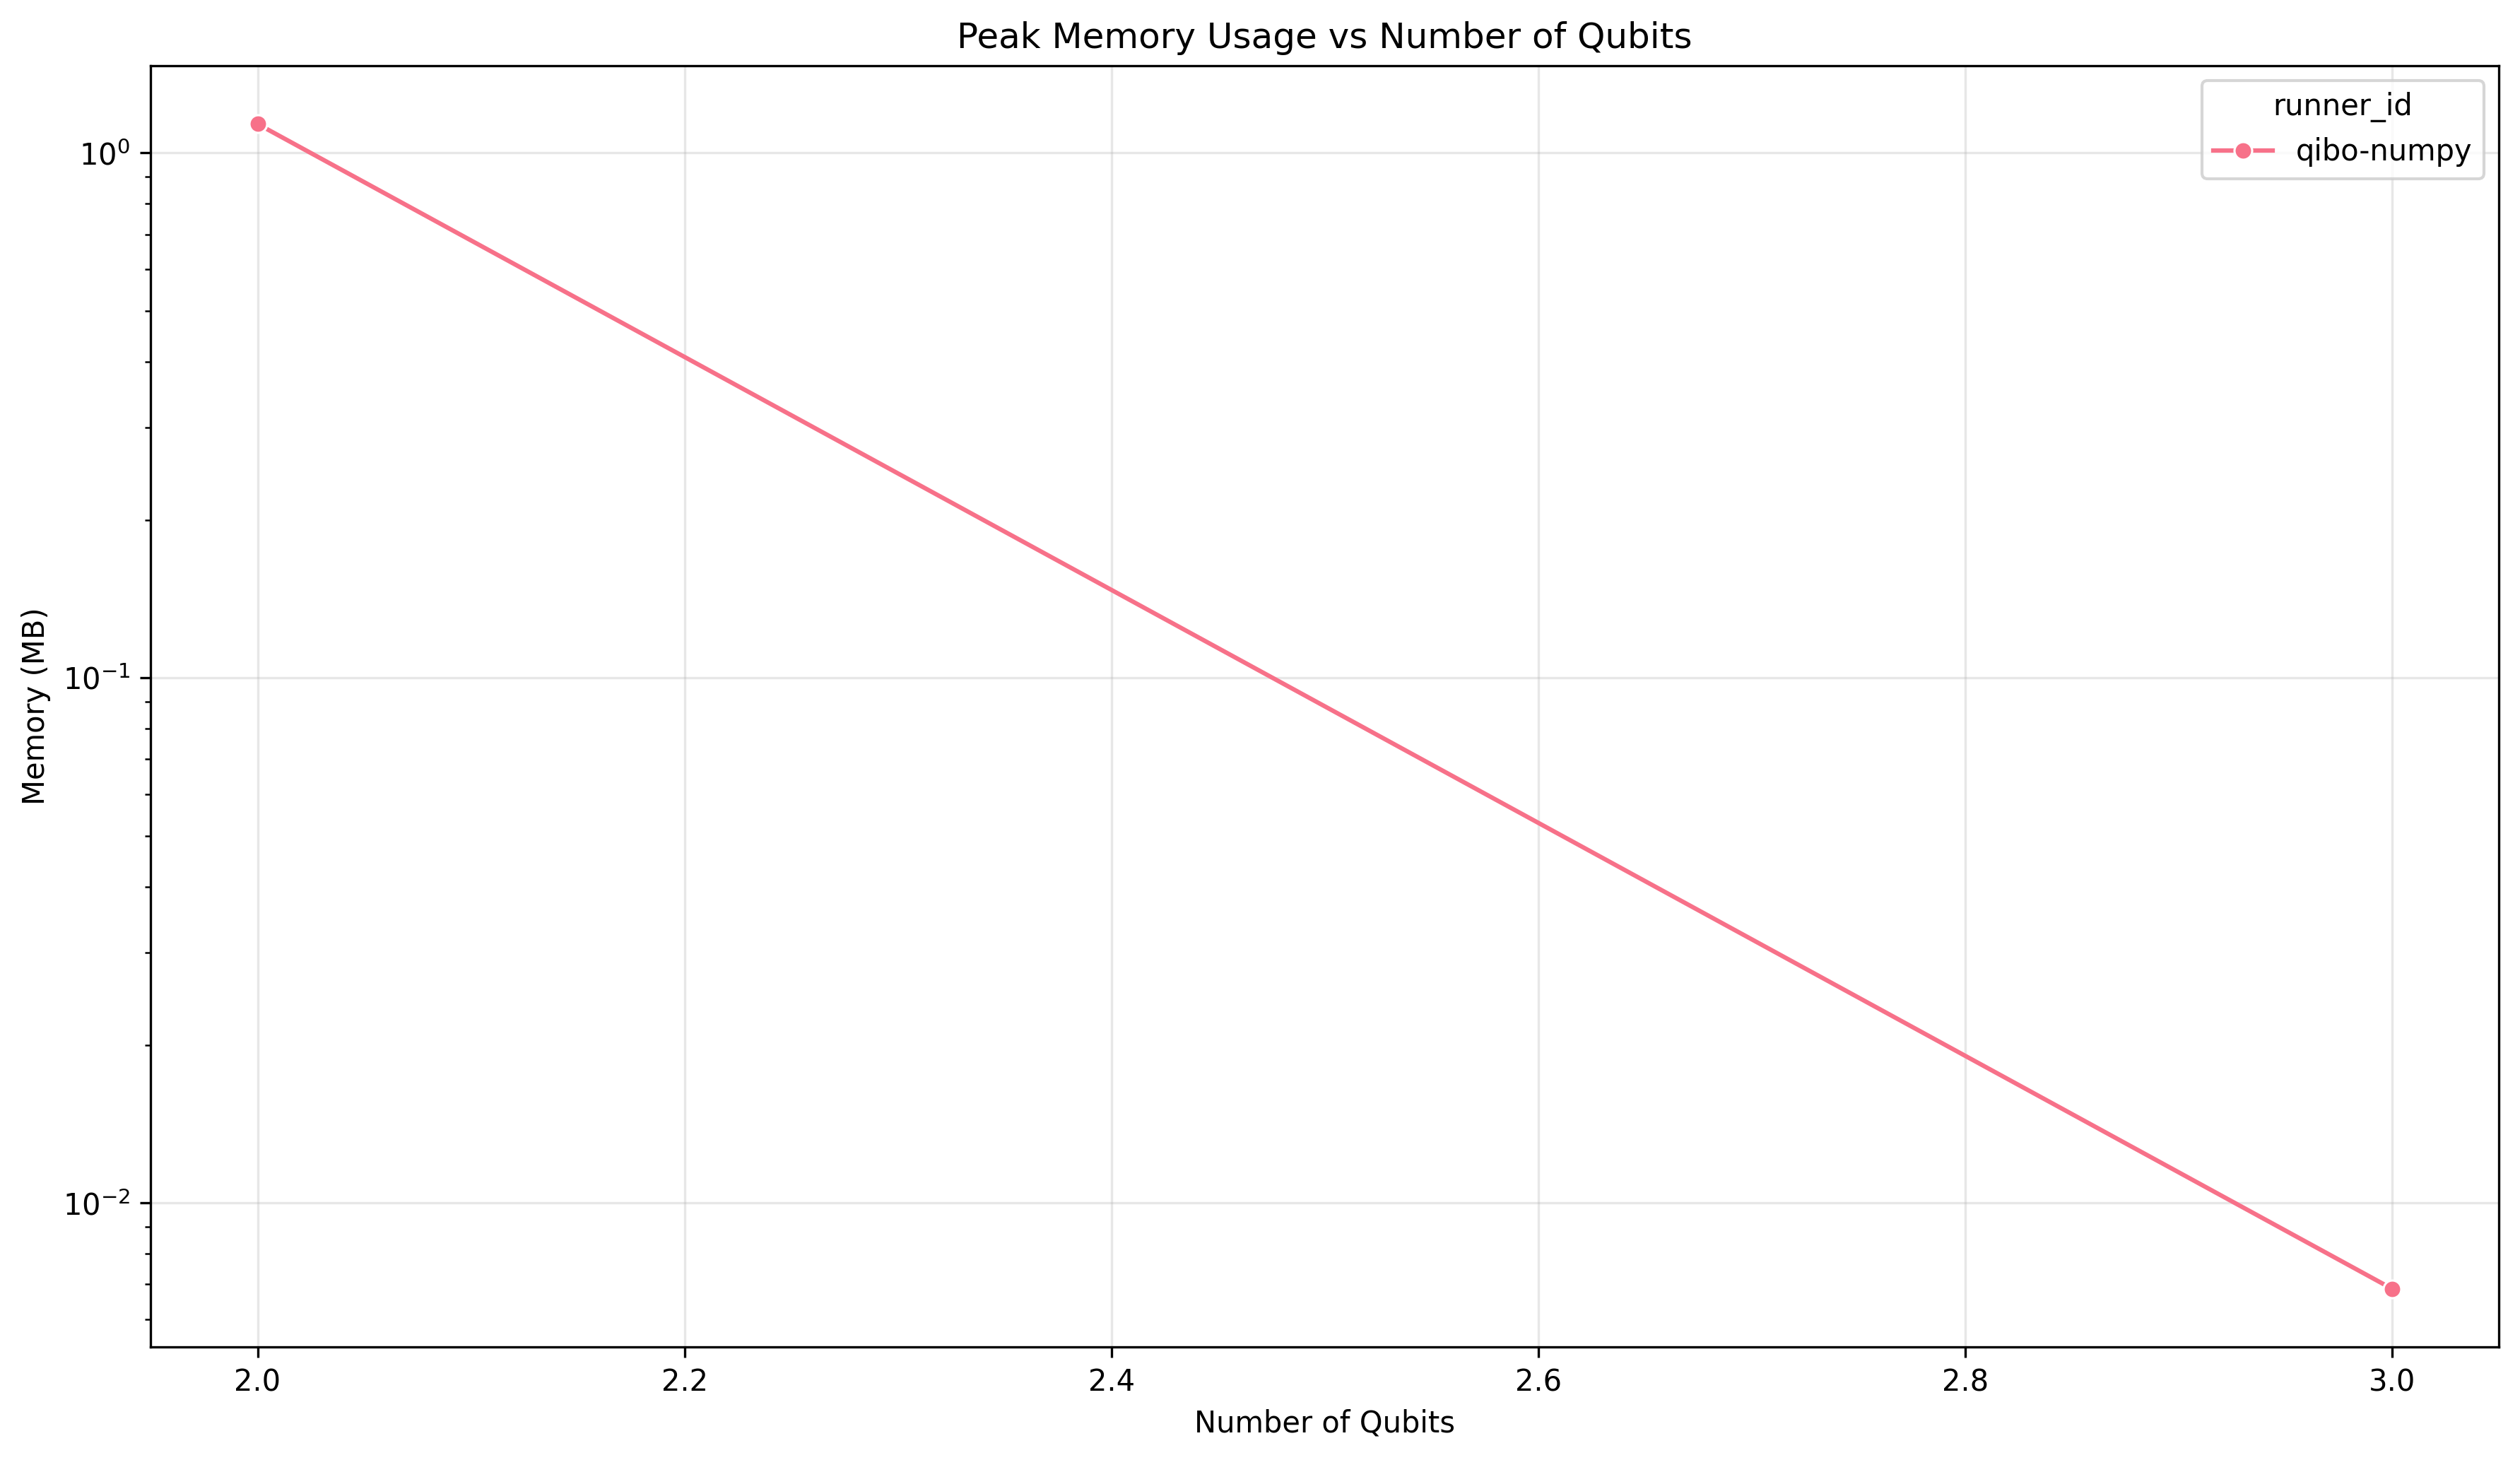 Peak Memory Usage vs Number of Qubits
runner_id
qibo-numpy
Memory (MB)
10⁰
10⁻¹
10⁻²
2.0 2.2 2.4 2.6 2.8 3.0
Number of Qubits